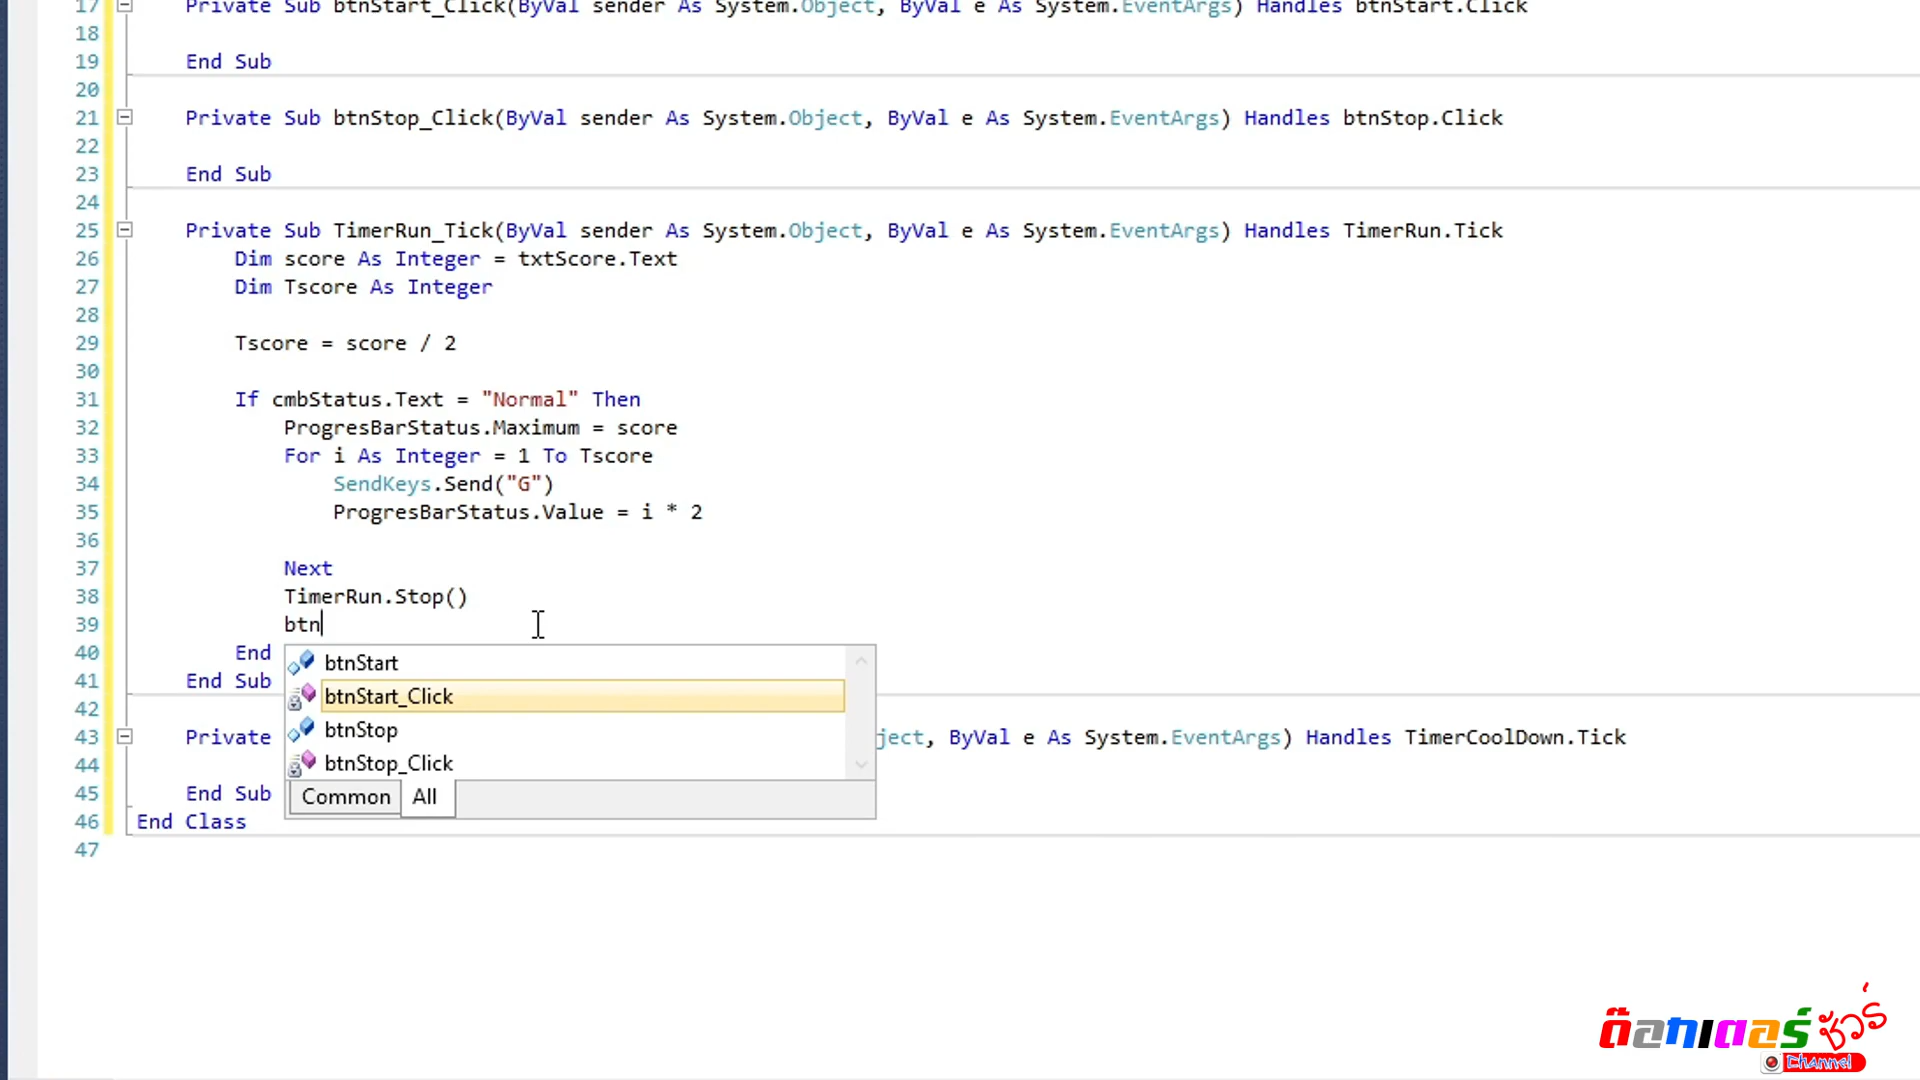 17 Private Sub btnStart_Click(ByVal sender As System.Object, ByVal e As System.EventArgs) Handles btnStart.Click
18
19 End Sub
20
21 Private Sub btnStop_Click(ByVal sender As System.Object, ByVal e As System.EventArgs) Handles btnStop.Click
22
23 End Sub
24
25 Private Sub TimerRun_Tick(ByVal sender As System.Object, ByVal e As System.EventArgs) Handles TimerRun.Tick
26 Dim score As Integer = txtScore.Text
27 Dim Tscore As Integer
28
29 Tscore = score / 2
30
31 If cmbStatus.Text = "Normal" Then
32 ProgresBarStatus.Maximum = score
33 For i As Integer = 1 To Tscore
34 SendKeys.Send("G")
35 ProgresBarStatus.Value = i * 2
36
37 Next
38 TimerRun.Stop()
39 btn
40 End
btnStart
41 End Sub
btnStart_Click
42
btnStop
43 Private ject, ByVal e As System.EventArgs) Handles TimerCoolDown.Tick
44
btnStop_Click
45 End Sub
Common All
46 End Class
47
ด๊อกเตอร์ ชัวร์
Channel